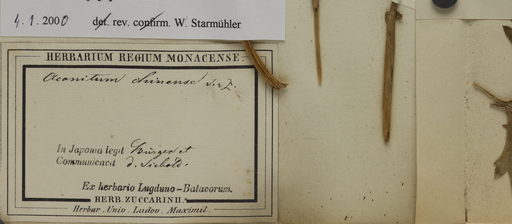 4.1.2000 det. rev. confirm. W. Starmühler
HERBARIUM REGIUM MONACENSE.
Aconitum chinense S. & Z.
In Japonia legit Bürger et
Communicavit d. Siebold.
Ex herbario Lugduno-Batavorum.
HERB. ZUCCARINII.
Herbar. Univ. Ludov. Maximil.